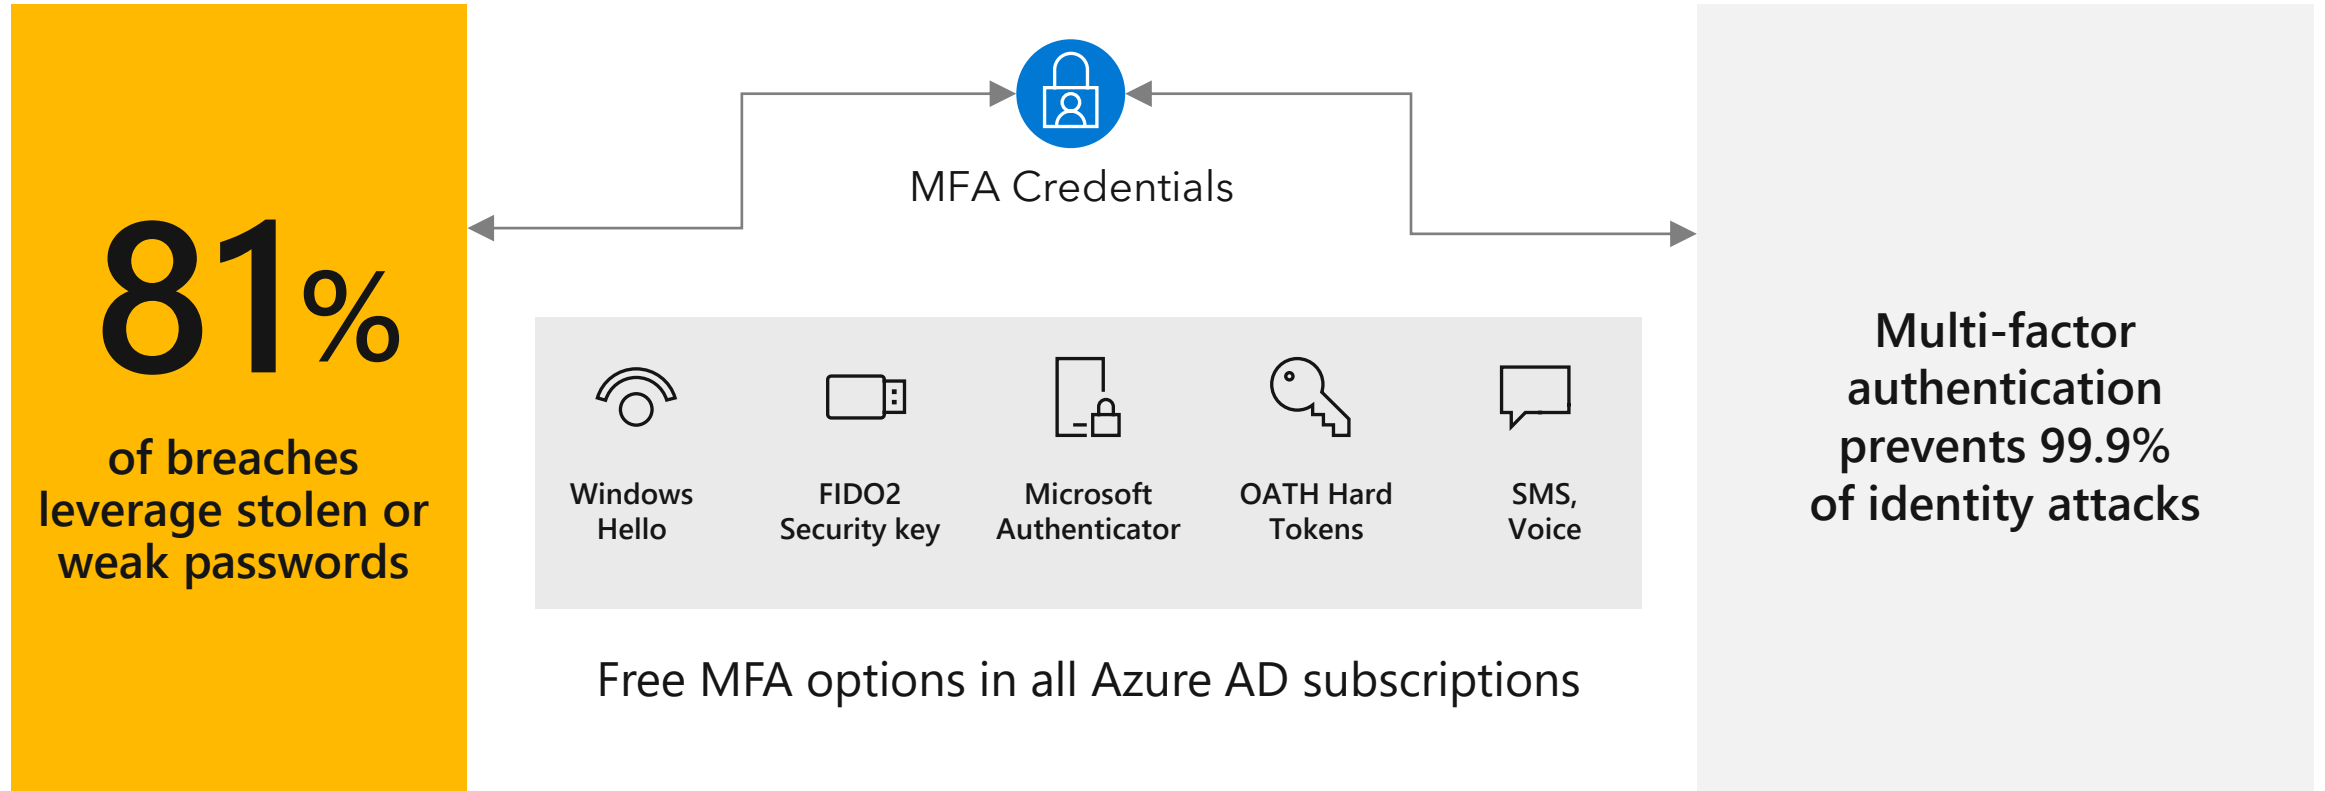 81%
of breaches
leverage stolen or
weak passwords
MFA Credentials
Windows
Hello
FIDO2
Security key
Microsoft
Authenticator
OATH Hard
Tokens
SMS,
Voice
Free MFA options in all Azure AD subscriptions
Multi-factor
authentication
prevents 99.9%
of identity attacks